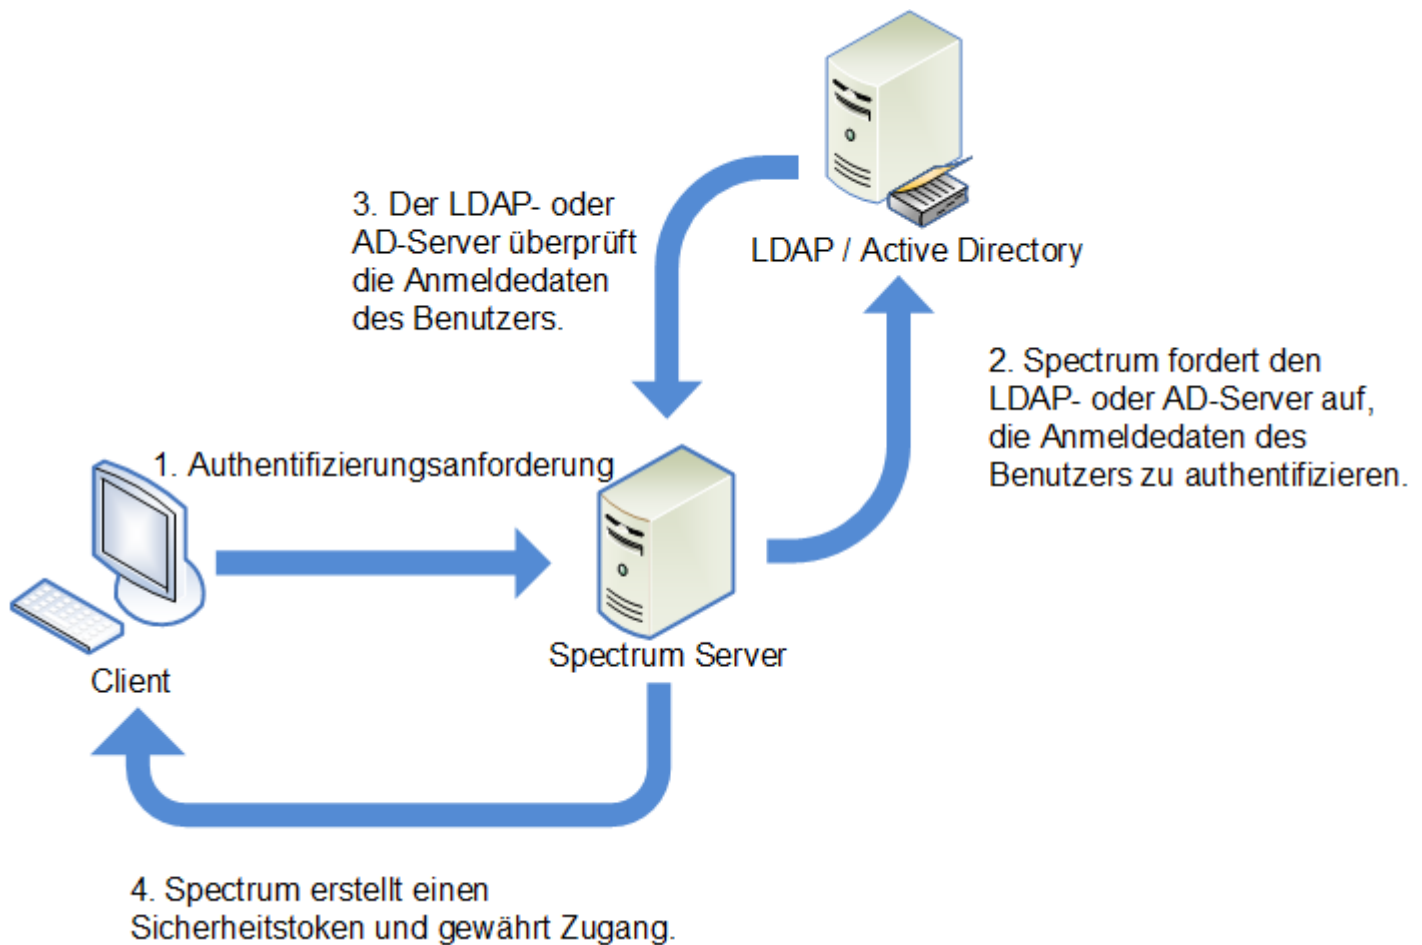 3. Der LDAP- oder
AD-Server überprüft
die Anmeldedaten
des Benutzers.
LDAP / Active Directory
2. Spectrum fordert den
LDAP- oder AD-Server auf,
die Anmeldedaten des
Benutzers zu authentifizieren.
1. Authentifizierungsanforderung
Spectrum Server
Client
4. Spectrum erstellt einen
Sicherheitstoken und gewährt Zugang.